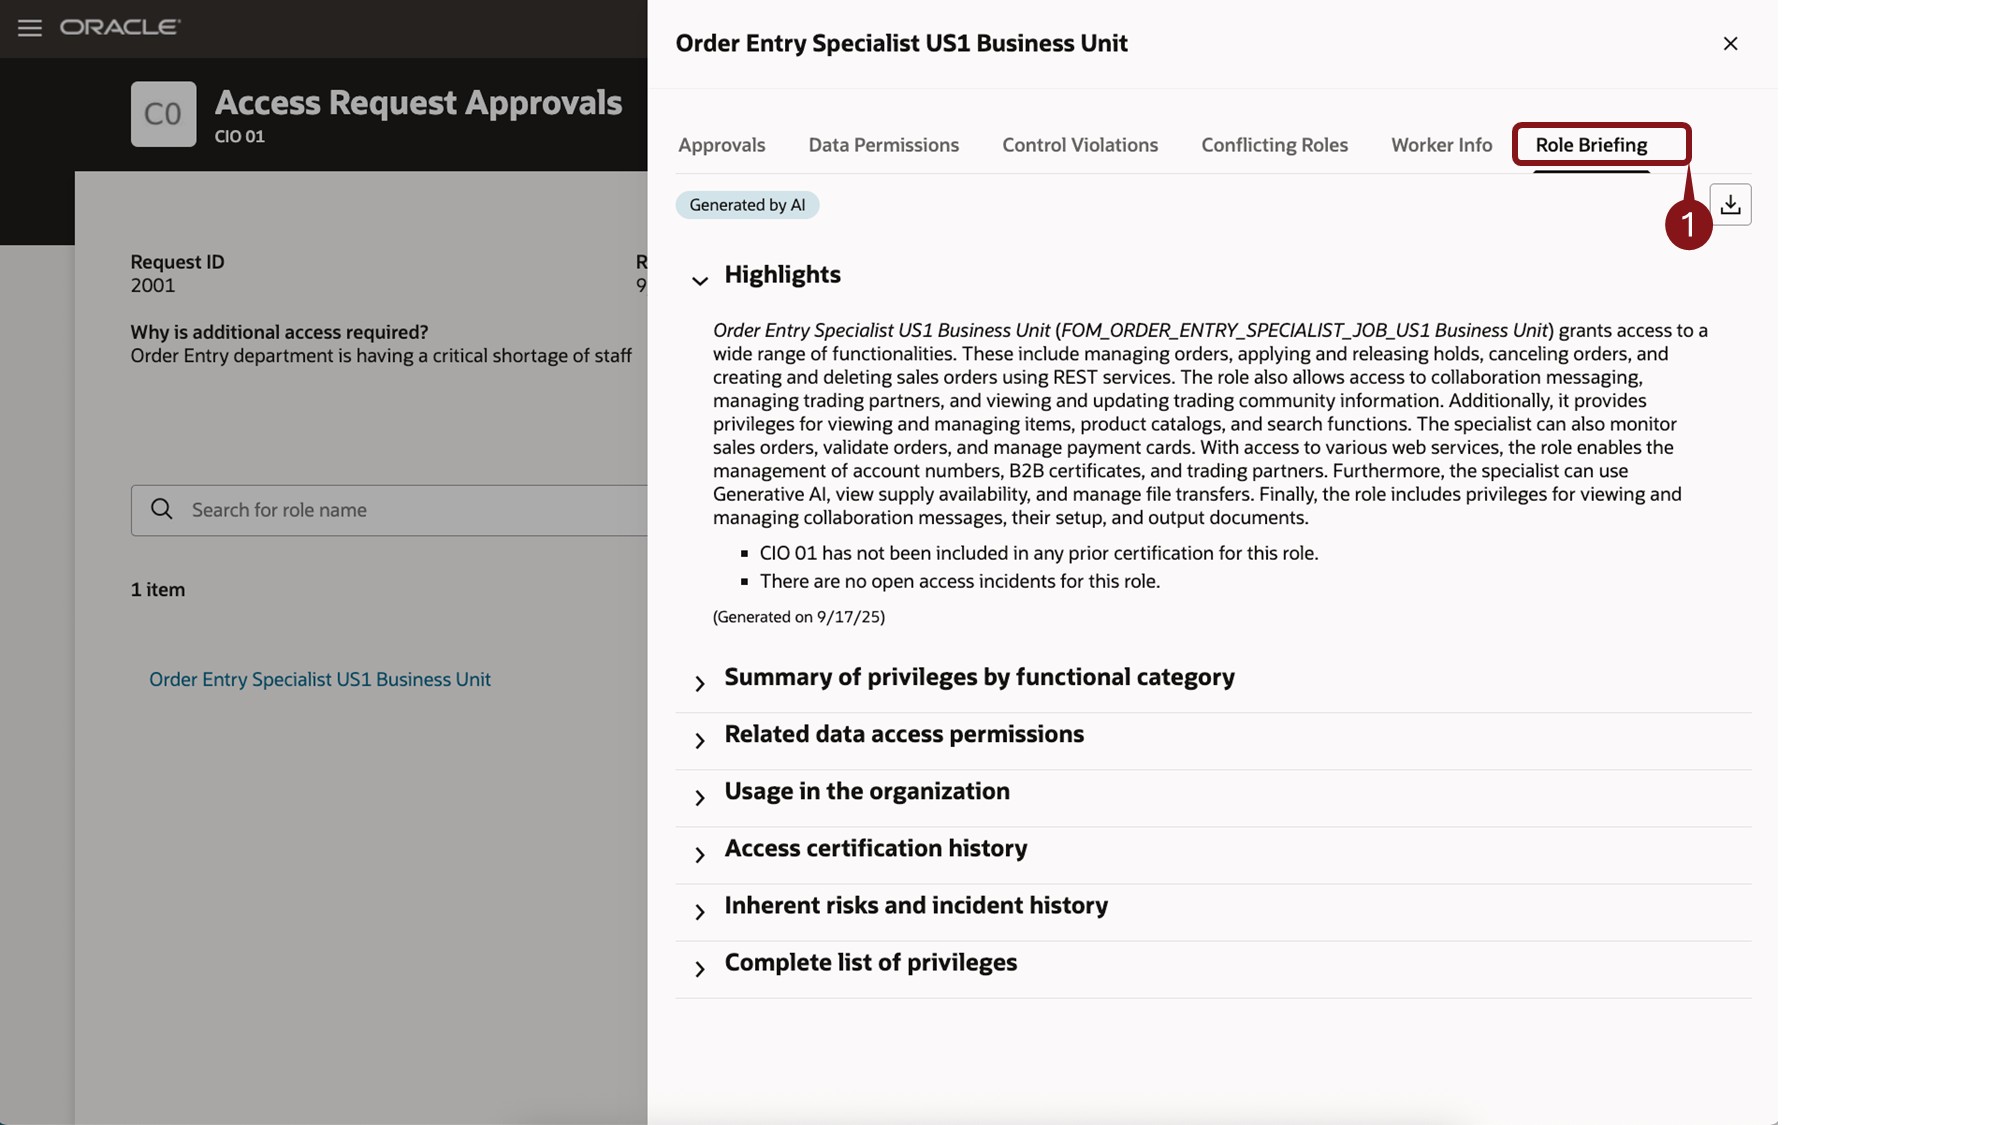 ORACLE
C0
Access Request Approvals
CIO 01
Request ID
2001
R
9
Why is additional access required?
Order Entry department is having a critical shortage of staff
Search for role name
1 item
Order Entry Specialist US1 Business Unit
Order Entry Specialist US1 Business Unit
Approvals Data Permissions Control Violations Conflicting Roles Worker Info Role Briefing
1
Generated by AI
Highlights
Order Entry Specialist US1 Business Unit (FOM_ORDER_ENTRY_SPECIALIST_JOB_US1 Business Unit) grants access to a
wide range of functionalities. These include managing orders, applying and releasing holds, canceling orders, and
creating and deleting sales orders using REST services. The role also allows access to collaboration messaging,
managing trading partners, and viewing and updating trading community information. Additionally, it provides
privileges for viewing and managing items, product catalogs, and search functions. The specialist can also monitor
sales orders, validate orders, and manage payment cards. With access to various web services, the role enables the
management of account numbers, B2B certificates, and trading partners. Furthermore, the specialist can use
Generative AI, view supply availability, and manage file transfers. Finally, the role includes privileges for viewing and
managing collaboration messages, their setup, and output documents.
▪ CIO 01 has not been included in any prior certification for this role.
▪ There are no open access incidents for this role.
(Generated on 9/17/25)
Summary of privileges by functional category
Related data access permissions
Usage in the organization
Access certification history
Inherent risks and incident history
Complete list of privileges